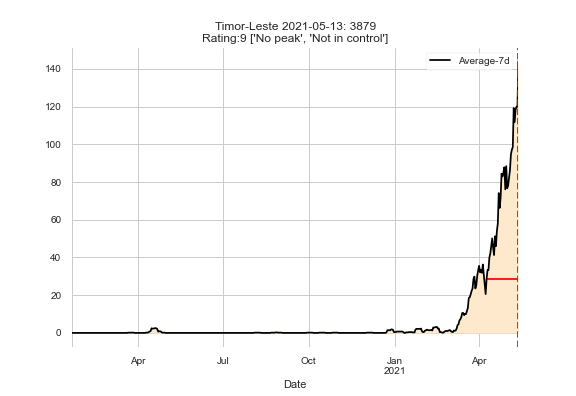 Timor-Leste 2021-05-13: 3879
Rating:9 ['No peak', 'Not in control']
Average-7d
140
120
100
80
60
40
20
0
Apr
Jul
Oct
Jan
2021
Apr
Date